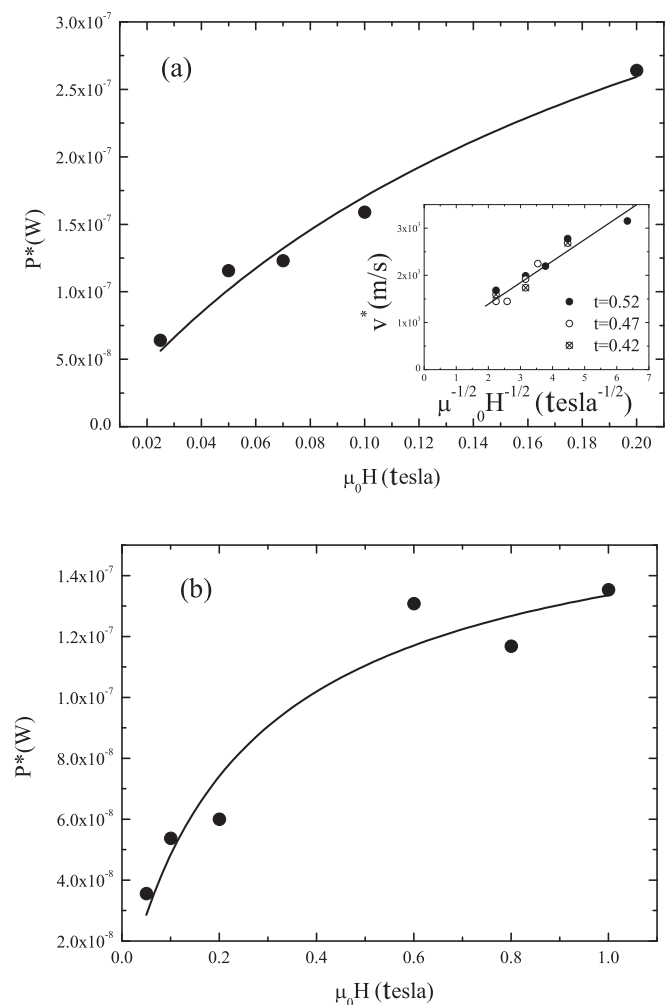 3.0x10⁻⁷
2.5x10⁻⁷
2.0x10⁻⁷
1.5x10⁻⁷
1.0x10⁻⁷
5.0x10⁻⁸
0.0
P*(W)
(a)
0.02 0.04 0.06 0.08 0.10 0.12 0.14 0.16 0.18 0.20
μ₀H (tesla)
3x10³
2x10³
1x10³
v* (m/s)
t=0.52
t=0.47
t=0.42
0 1 2 3 4 5 6 7
μ⁻¹/²₀H⁻¹/² (tesla⁻¹/²)
1.4x10⁻⁷
1.2x10⁻⁷
1.0x10⁻⁷
8.0x10⁻⁸
6.0x10⁻⁸
4.0x10⁻⁸
2.0x10⁻⁸
P*(W)
(b)
0.0 0.2 0.4 0.6 0.8 1.0
μ₀H (tesla)